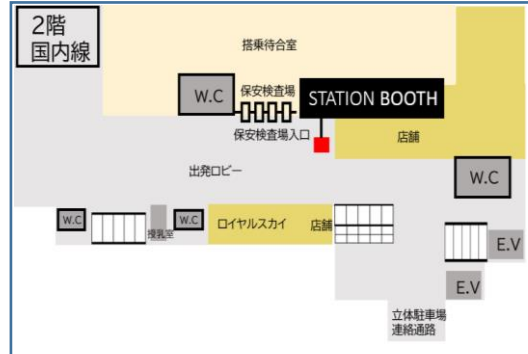 2階
国内線
搭乗待合室
W.C
保安検査場
STATION BOOTH
保安検査場入口
店舗
出発ロビー
W.C
W.C
授乳室
W.C
ロイヤルスカイ
店舗
E.V
E.V
立体駐車場
連絡通路